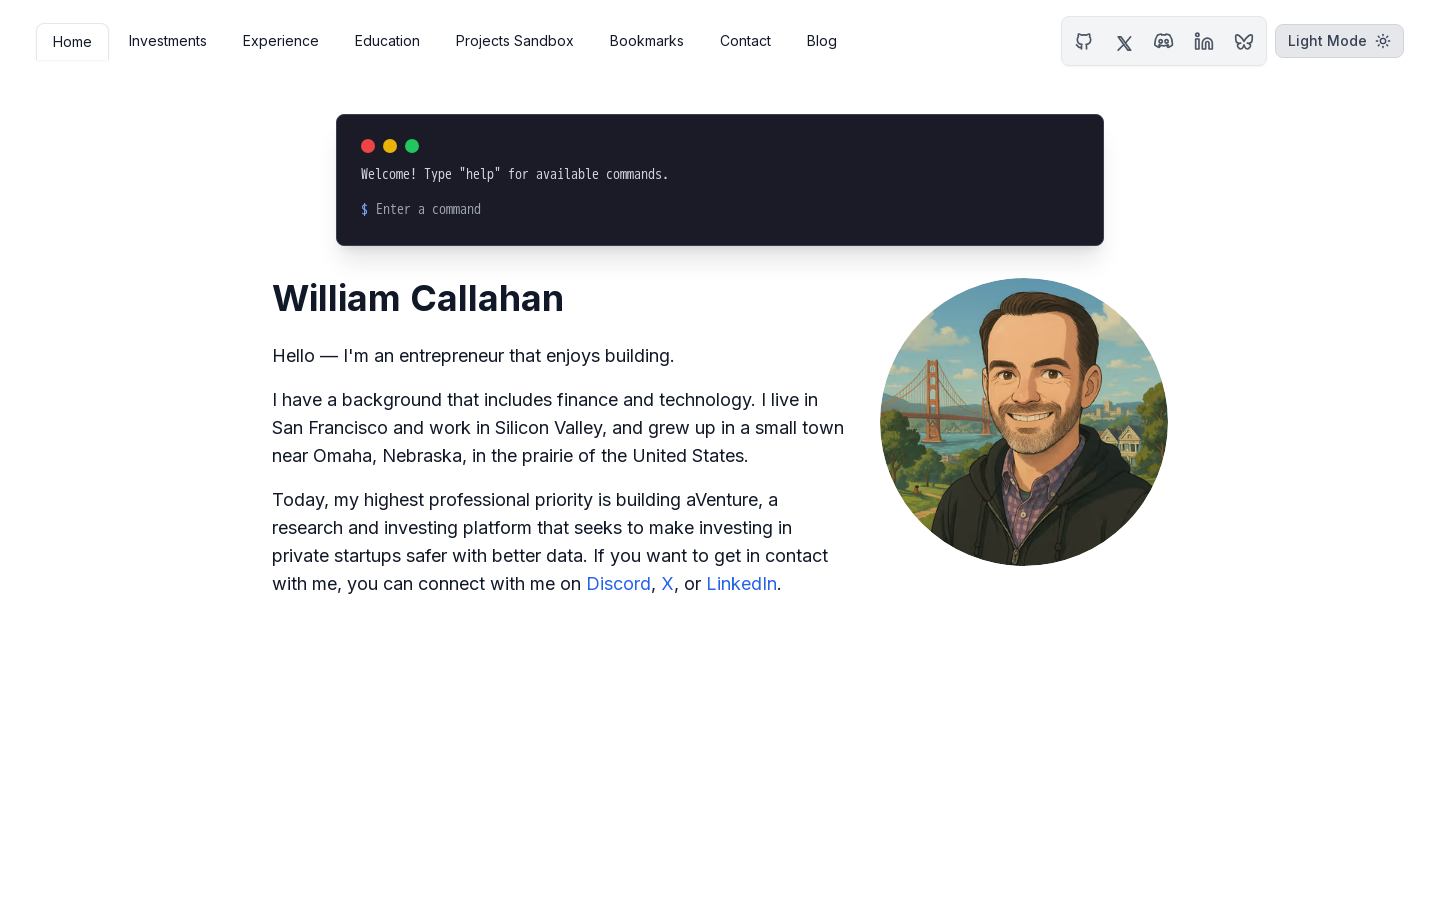 Home
Investments
Experience
Education
Projects Sandbox
Bookmarks
Contact
Blog
Light Mode
Welcome! Type "help" for available commands.
$ Enter a command
William Callahan
Hello — I'm an entrepreneur that enjoys building.
I have a background that includes finance and technology. I live in
San Francisco and work in Silicon Valley, and grew up in a small town
near Omaha, Nebraska, in the prairie of the United States.
Today, my highest professional priority is building aVenture, a
research and investing platform that seeks to make investing in
private startups safer with better data. If you want to get in contact
with me, you can connect with me on Discord, X, or LinkedIn.